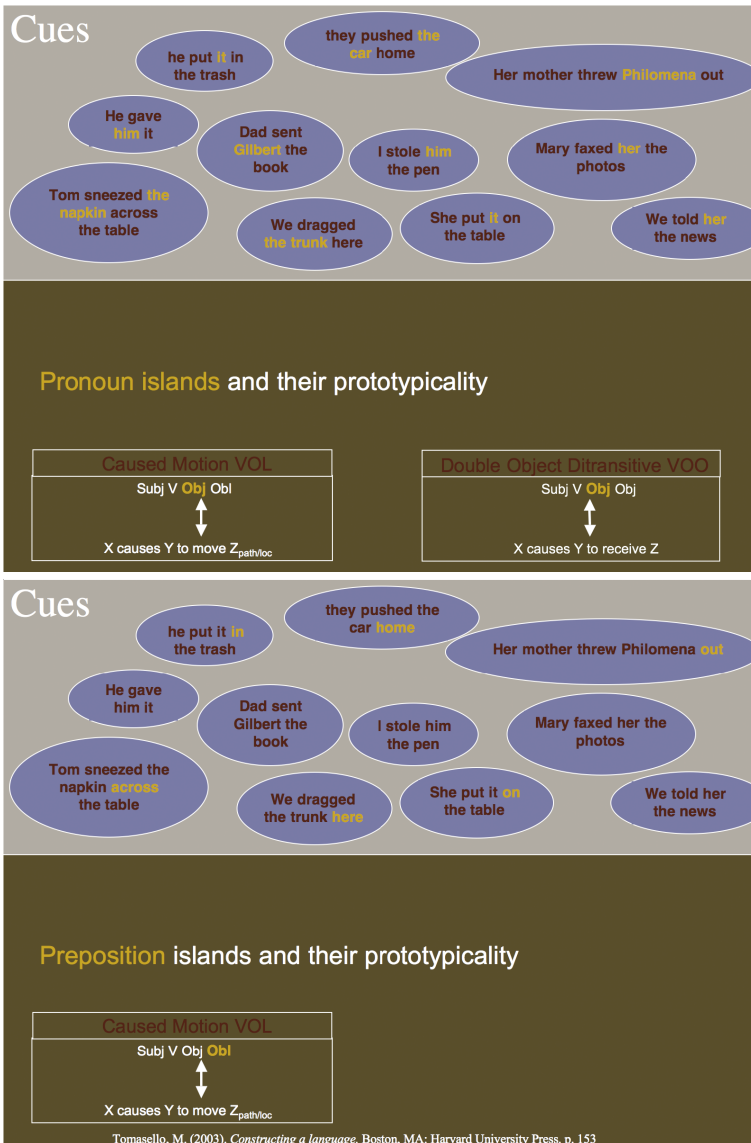 Cues
he put it in
the trash
they pushed the
car home
Her mother threw Philomena out
He gave
him it
Dad sent
Gilbert the
book
I stole him
the pen
Mary faxed her the
photos
Tom sneezed the
napkin across
the table
We dragged
the trunk here
She put it on
the table
We told her
the news
Pronoun islands and their prototypicality
Caused Motion VOL
Subj V Obj Obl
X causes Y to move Zpath/loc
Double Object Ditransitive VOO
Subj V Obj Obj
X causes Y to receive Z
Cues
he put it in
the trash
they pushed the
car home
Her mother threw Philomena out
He gave
him it
Dad sent
Gilbert the
book
I stole him
the pen
Mary faxed her the
photos
Tom sneezed the
napkin across
the table
We dragged
the trunk here
She put it on
the table
We told her
the news
Preposition islands and their prototypicality
Caused Motion VOL
Subj V Obj Obl
X causes Y to move Zpath/loc
Tomasello, M. (2003). Constructing a language. Boston, MA: Harvard University Press, p. 153